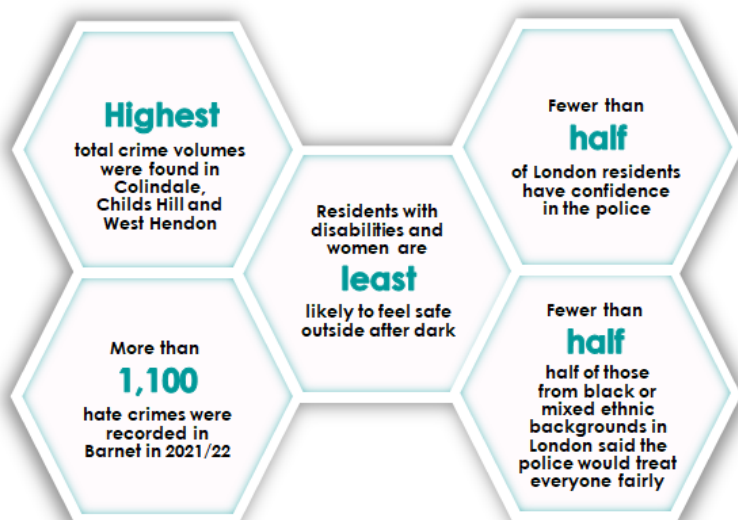 Highest
total crime volumes
were found in
Colindale,
Childs Hill and
West Hendon
More than
1,100
hate crimes were
recorded in
Barnet in 2021/22
Residents with
disabilities and
women are
least
likely to feel safe
outside after dark
Fewer than
half
of London residents
have confidence
in the police
Fewer than
half
half of those
from black or
mixed ethnic
backgrounds in
London said the
police would treat
everyone fairly